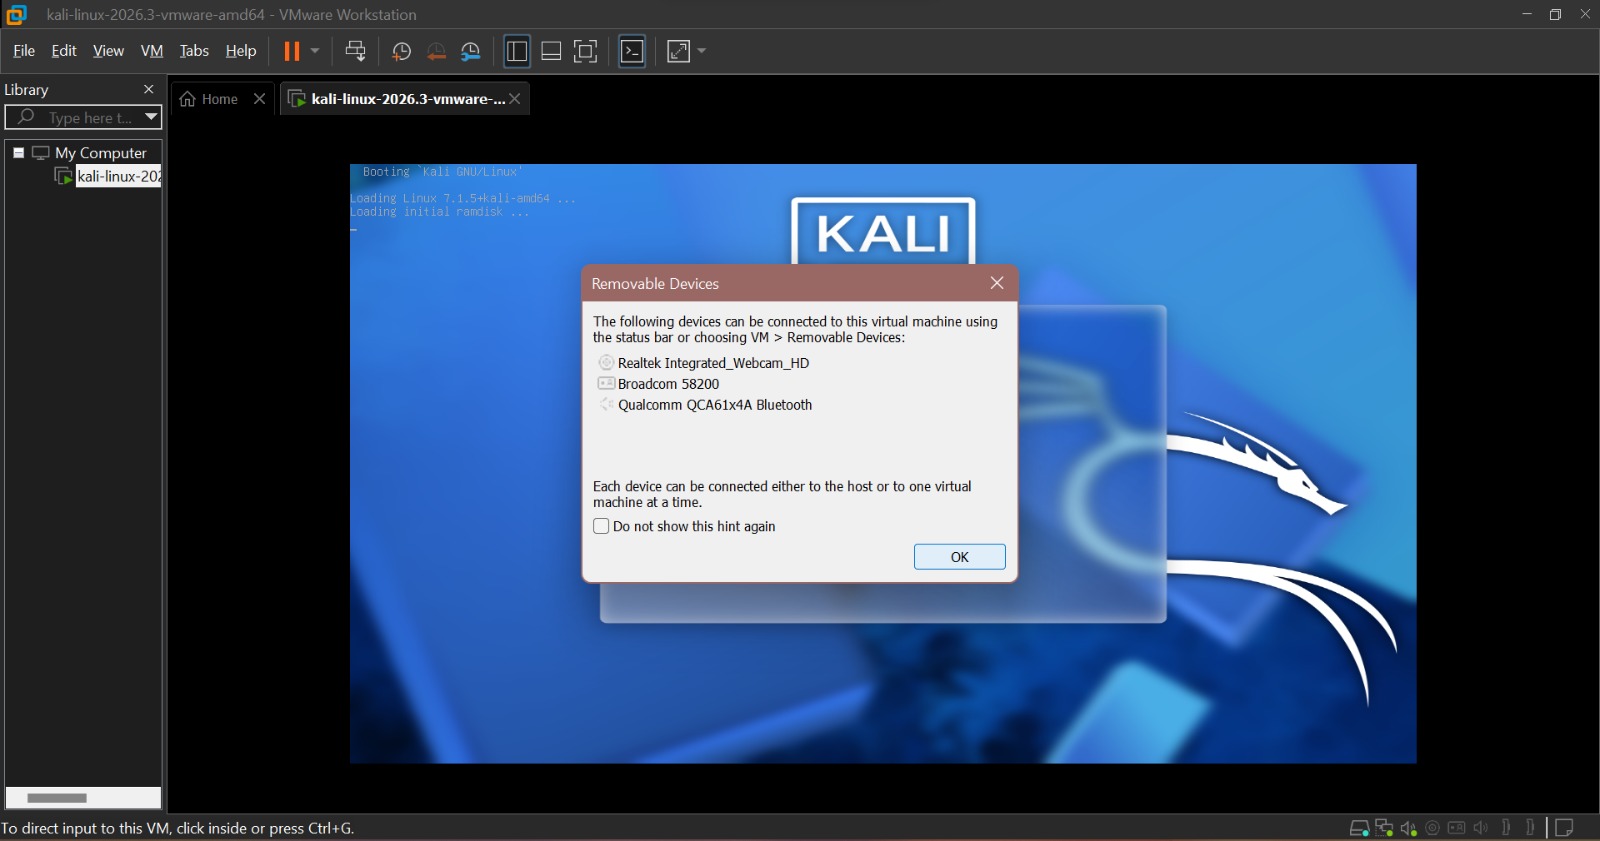 kali-linux-2026.3-vmware-amd64 - VMware Workstation
File Edit View VM Tabs Help
Library
Type here t...
Home
kali-linux-2026.3-vmware-...
My Computer
kali-linux-202
Booting `Kali GNU/Linux'
Loading Linux 7.1.5+kali-amd64 ...
Loading initial ramdisk ...
KALI
Removable Devices
The following devices can be connected to this virtual machine using
the status bar or choosing VM > Removable Devices:
Realtek Integrated_Webcam_HD
Broadcom 58200
Qualcomm QCA61x4A Bluetooth
Each device can be connected either to the host or to one virtual
machine at a time.
Do not show this hint again
OK
To direct input to this VM, click inside or press Ctrl+G.